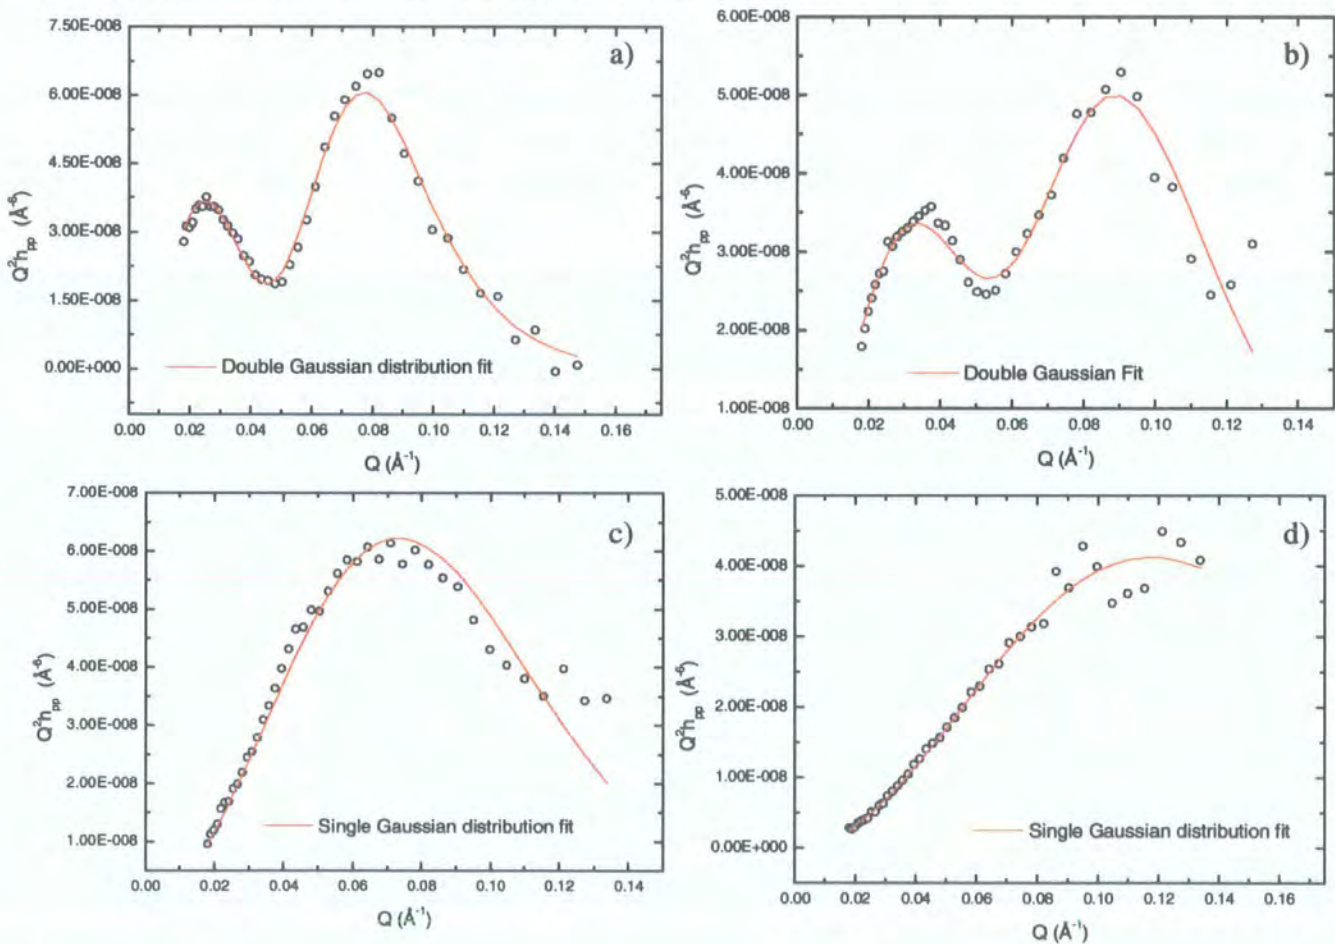 a)
7.50E-008
6.00E-008
4.50E-008
3.00E-008
1.50E-008
0.00E+000
Q²hpp (Å⁻⁶)
Double Gaussian distribution fit
0.00 0.02 0.04 0.06 0.08 0.10 0.12 0.14 0.16
Q (Å⁻¹)
b)
6.00E-008
5.00E-008
4.00E-008
3.00E-008
2.00E-008
1.00E-008
Q²hpp (Å⁻⁶)
Double Gaussian Fit
0.00 0.02 0.04 0.06 0.08 0.10 0.12 0.14
Q (Å⁻¹)
c)
7.00E-008
6.00E-008
5.00E-008
4.00E-008
3.00E-008
2.00E-008
1.00E-008
Q²hpp (Å⁻⁶)
Single Gaussian distribution fit
0.00 0.02 0.04 0.06 0.08 0.10 0.12 0.14
Q (Å⁻¹)
d)
5.00E-008
4.00E-008
3.00E-008
2.00E-008
1.00E-008
0.00E+000
Q²hpp (Å⁻⁶)
Single Gaussian distribution fit
0.00 0.02 0.04 0.06 0.08 0.10 0.12 0.14 0.16
Q (Å⁻¹)